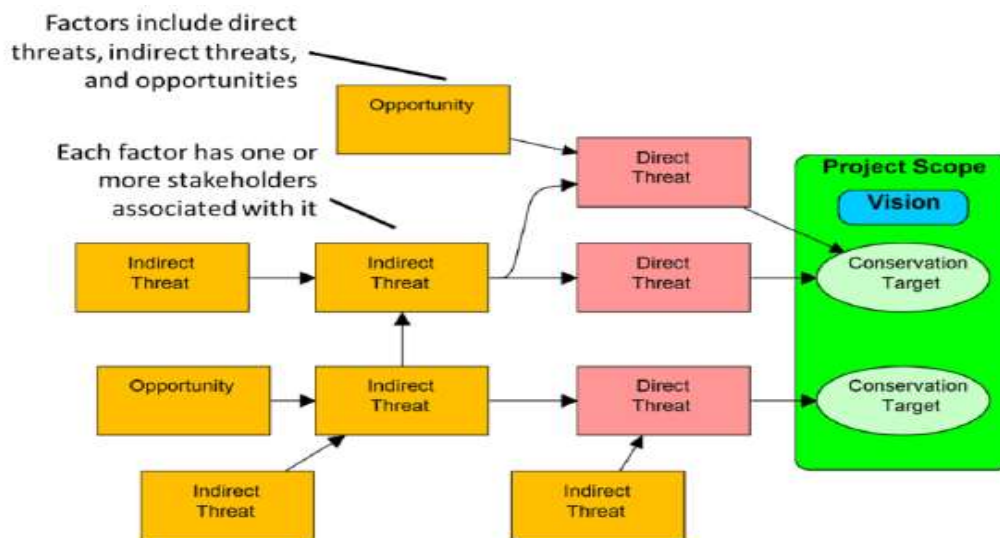 Factors include direct
threats, indirect threats,
and opportunities
Opportunity
Each factor has one or
more stakeholders
associated with it
Direct
Threat
Project Scope
Vision
Indirect
Threat
Indirect
Threat
Direct
Threat
Conservation
Target
Opportunity
Indirect
Threat
Direct
Threat
Conservation
Target
Indirect
Threat
Indirect
Threat